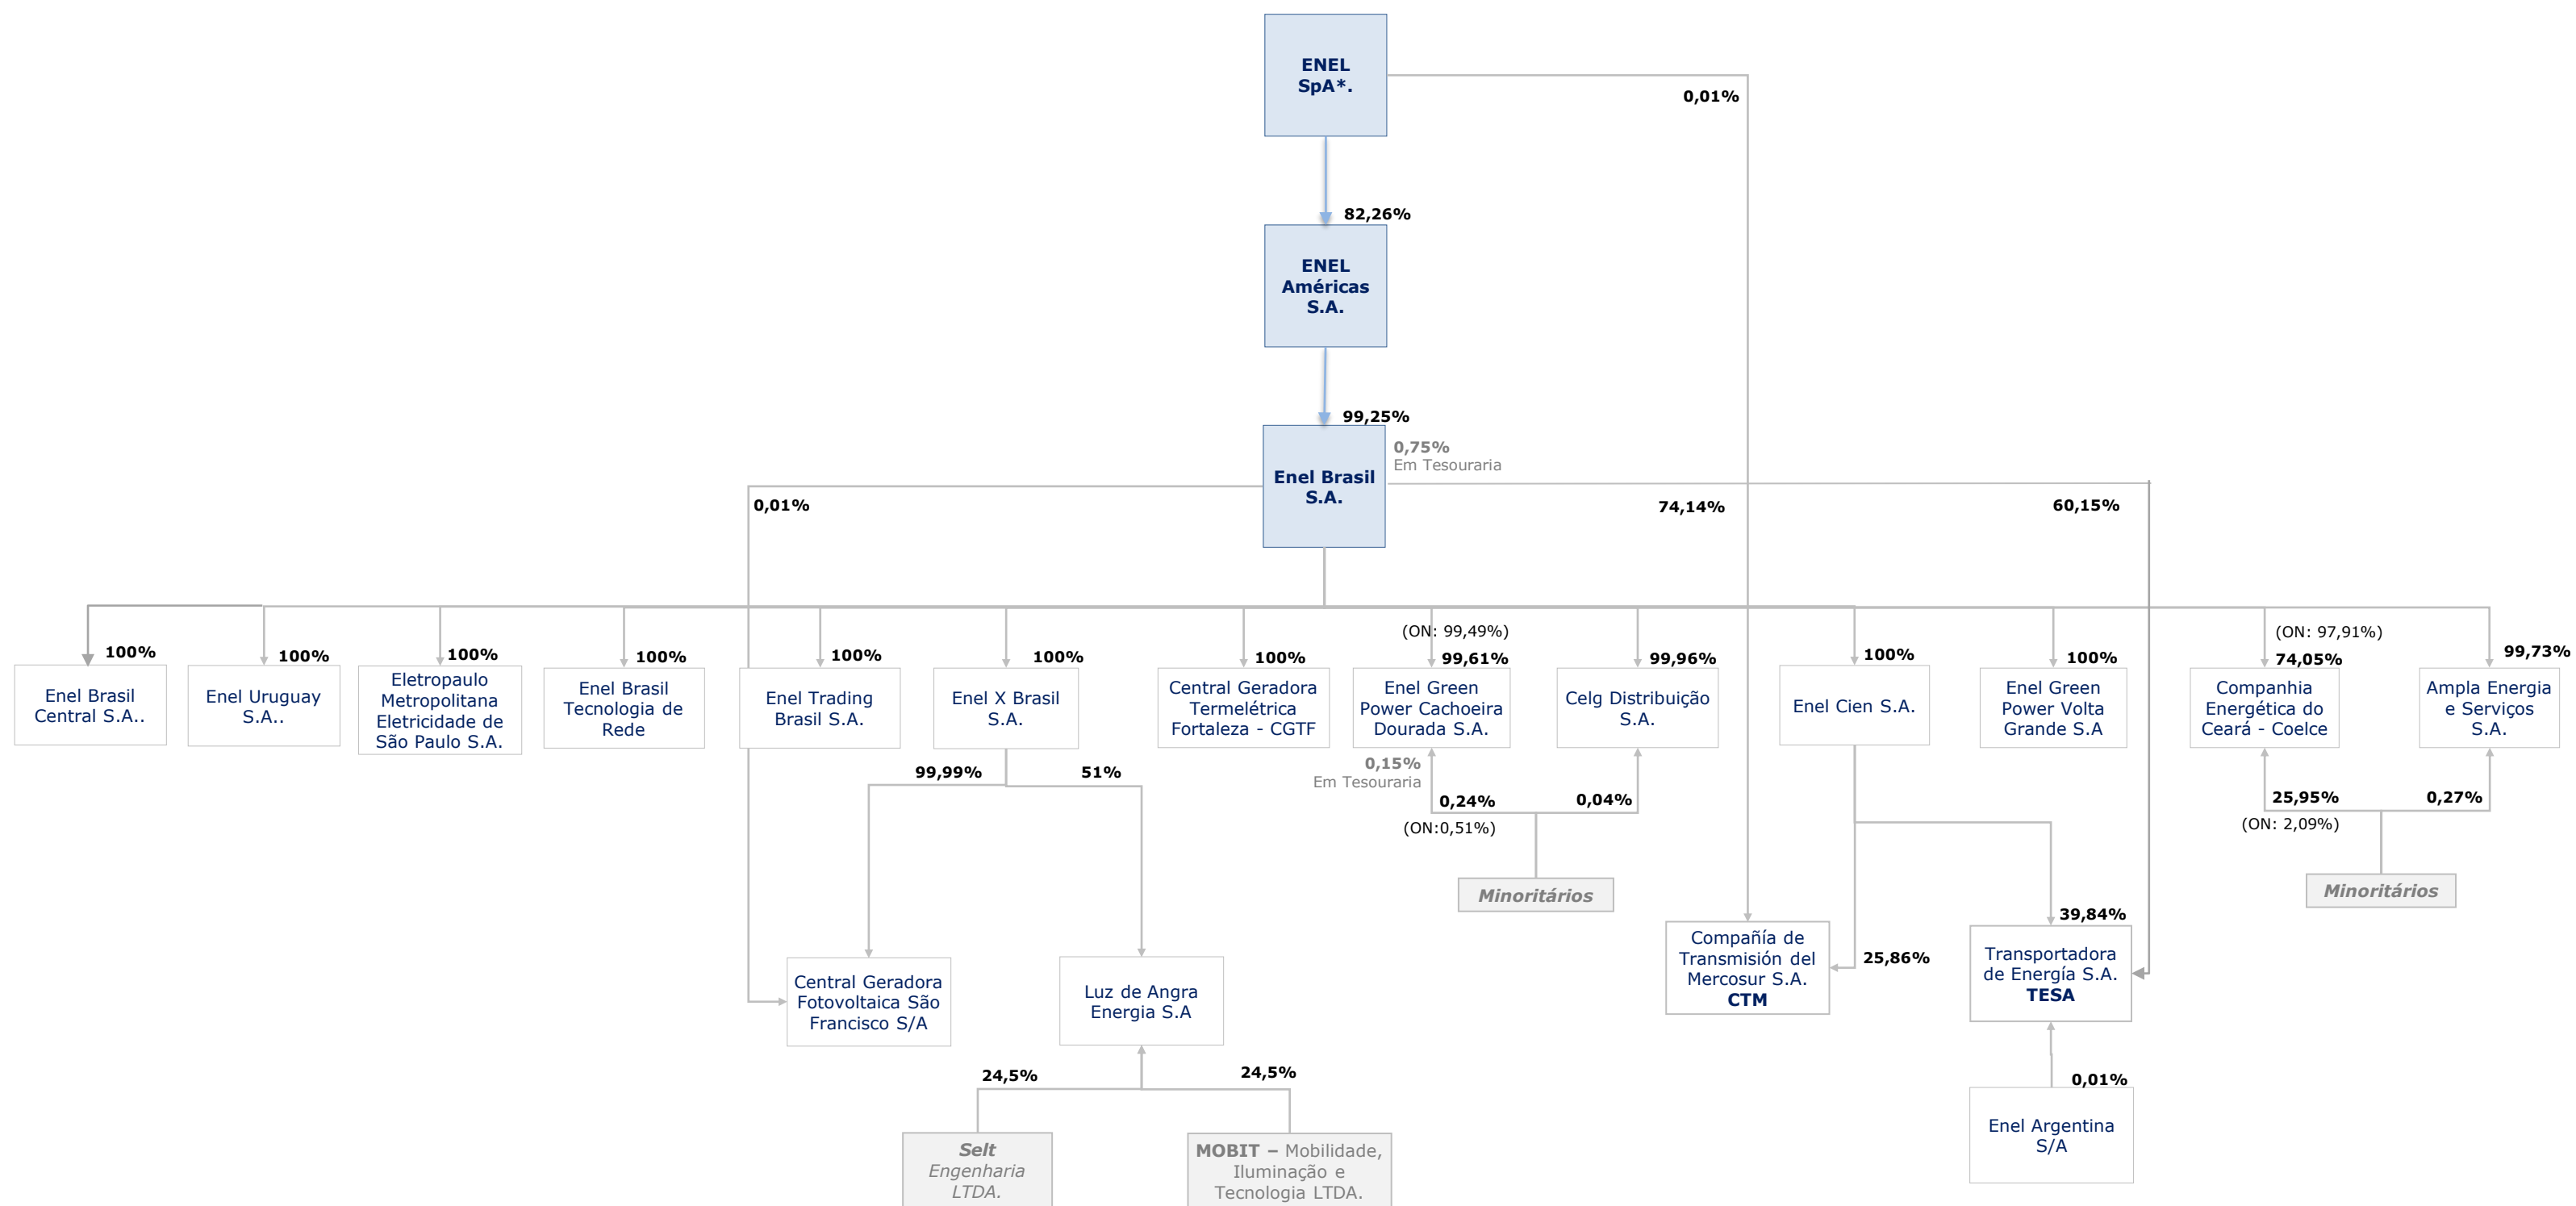 ENEL
SpA*.
0,01%
82,26%
ENEL
Américas
S.A.
99,25%
0,75%
Em Tesouraria
Enel Brasil
S.A.
0,01%
74,14%
60,15%
(ON: 99,49%)
(ON: 97,91%)
100%
100%
100%
100%
100%
100%
100%
99,61%
99,96%
100%
100%
74,05%
99,73%
Enel Brasil
Central S.A..
Enel Uruguay
S.A..
Eletropaulo
Metropolitana
Eletricidade de
São Paulo S.A.
Enel Brasil
Tecnologia de
Rede
Enel Trading
Brasil S.A.
Enel X Brasil
S.A.
Central Geradora
Termelétrica
Fortaleza - CGTF
Enel Green
Power Cachoeira
Dourada S.A.
Celg Distribuição
S.A.
Enel Cien S.A.
Enel Green
Power Volta
Grande S.A
Companhia
Energética do
Ceará - Coelce
Ampla Energia
e Serviços
S.A.
99,99%
51%
0,15%
Em Tesouraria
0,24%
0,04%
(ON:0,51%)
25,95%
0,27%
(ON: 2,09%)
Minoritários
Minoritários
39,84%
25,86%
Central Geradora
Fotovoltaica São
Francisco S/A
Luz de Angra
Energia S.A
Compañía de
Transmisión del
Mercosur S.A.
CTM
Transportadora
de Energía S.A.
TESA
24,5%
24,5%
0,01%
Selt
Engenharia
LTDA.
MOBIT – Mobilidade,
Iluminação e
Tecnologia LTDA.
Enel Argentina
S/A